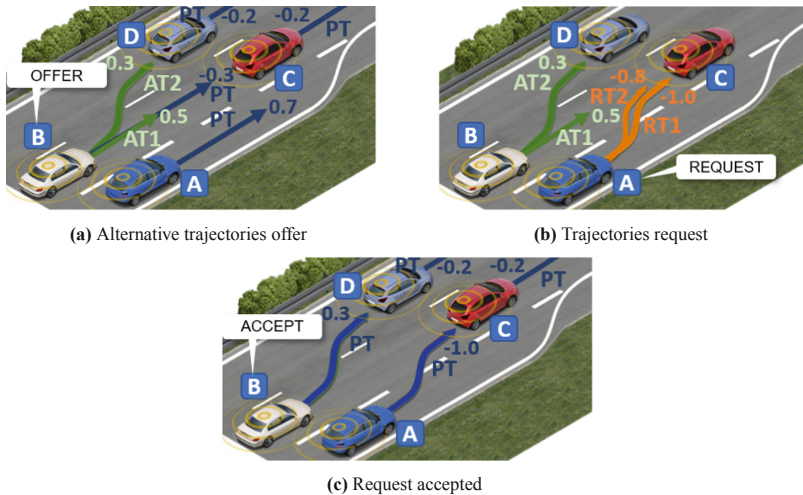 PT -0.2 -0.2 PT
D
OFFER
0.3
AT2
-0.3
PT
C
0.7
B
0.5
PT
AT1
A
(a) Alternative trajectories offer
D
0.3
AT2
-0.8
C
RT2
-1.0
B
0.5
RT1
AT1
A
REQUEST
(b) Trajectories request
PT -0.2 -0.2 PT
D
0.3
ACCEPT
PT
C
-1.0
PT
B
A
(c) Request accepted